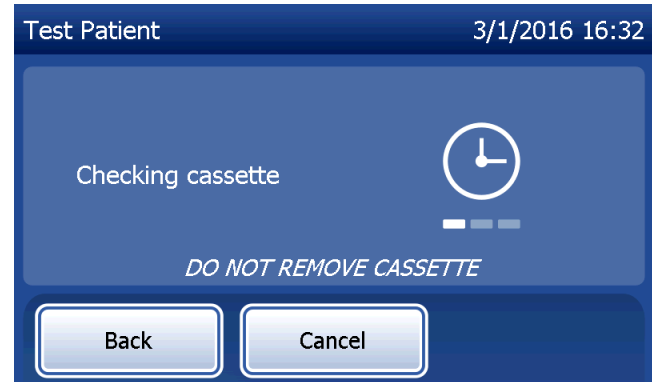 Test Patient 3/1/2016 16:32
Checking cassette
DO NOT REMOVE CASSETTE
Back Cancel